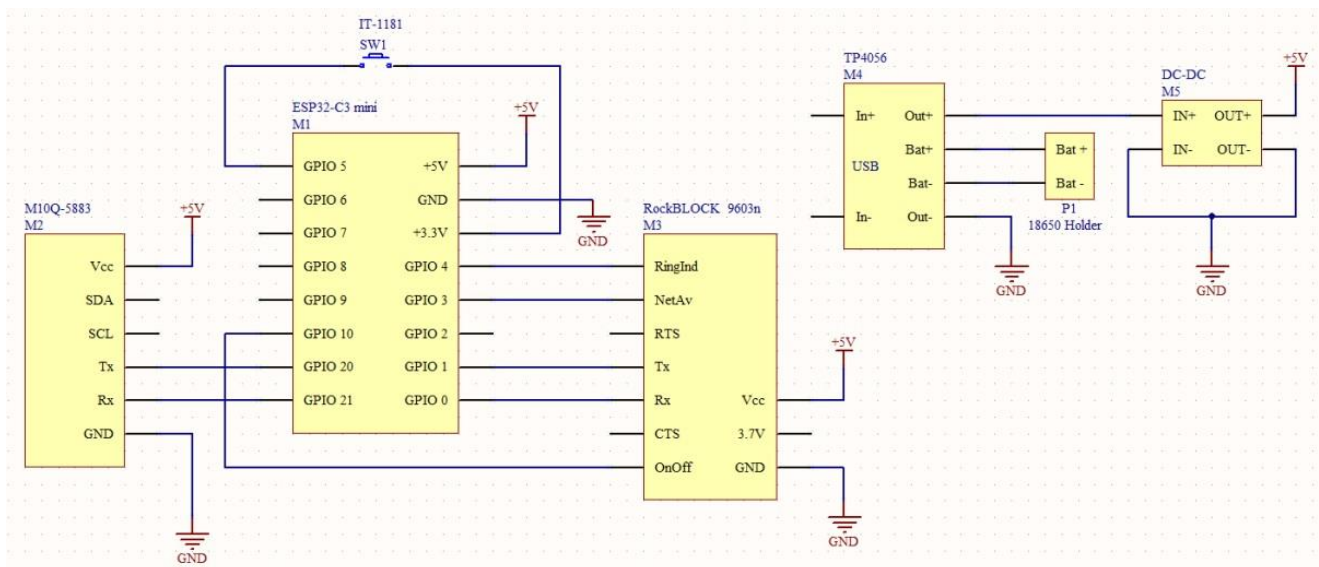 IT-1181
SW1
ESP32-C3 mini
M1
GPIO 5
GPIO 6
GPIO 7
GPIO 8
GPIO 9
GPIO 10
GPIO 20
GPIO 21
+5V
GND
+3.3V
GPIO 4
GPIO 3
GPIO 2
GPIO 1
GPIO 0
+5V
GND
M10Q-5883
M2
Vcc
SDA
SCL
Tx
Rx
GND
+5V
GND
RockBLOCK 9603n
M3
RingInd
NetAv
RTS
Tx
Rx
CTS
OnOff
Vcc
3.7V
GND
+5V
GND
TP4056
M4
In+
USB
In-
Out+
Bat+
Bat-
Out-
GND
Bat +
Bat -
P1
18650 Holder
DC-DC
M5
IN+
IN-
OUT+
OUT-
+5V
GND